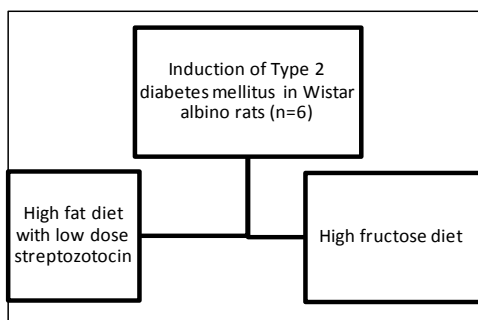 Induction of Type 2
diabetes mellitus in Wistar
albino rats (n=6)
High fat diet
with low dose
streptozotocin
High fructose diet